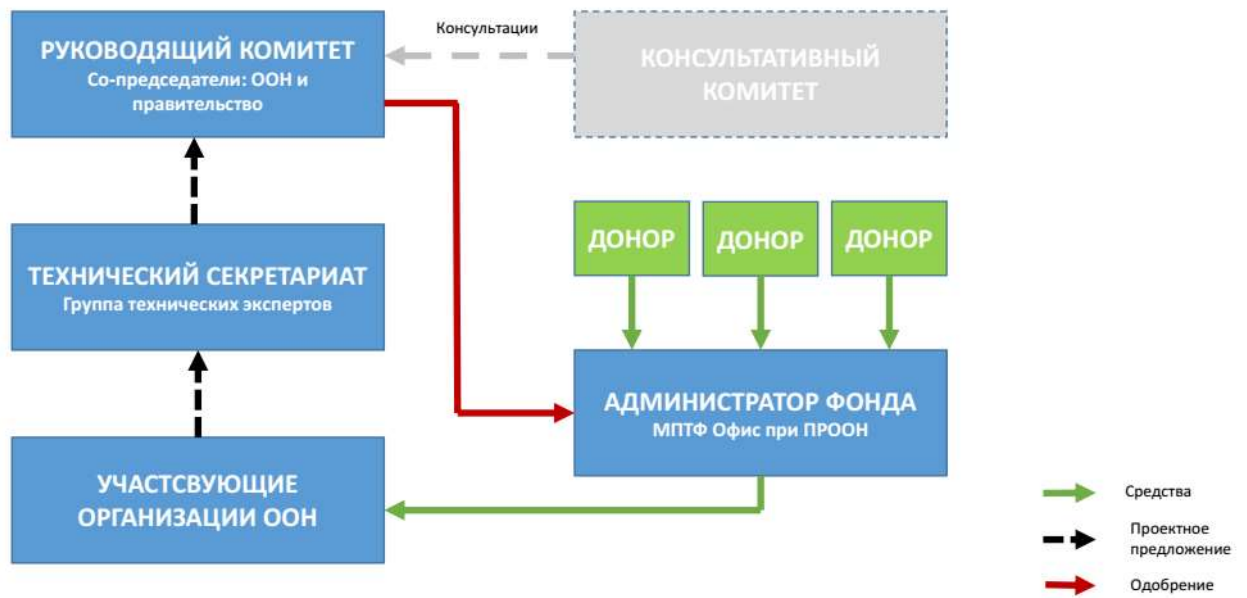 РУКОВОДЯЩИЙ КОМИТЕТ
Со-председатели: ООН и
правительство
Консультации
КОНСУЛЬТАТИВНЫЙ
КОМИТЕТ
ДОНОР
ДОНОР
ДОНОР
ТЕХНИЧЕСКИЙ СЕКРЕТАРИАТ
Группа технических экспертов
АДМИНИСТРАТОР ФОНДА
МПТФ Офис при ПРООН
УЧАСТСВУЮЩИЕ
ОРГАНИЗАЦИИ ООН
Средства
Проектное
предложение
Одобрение